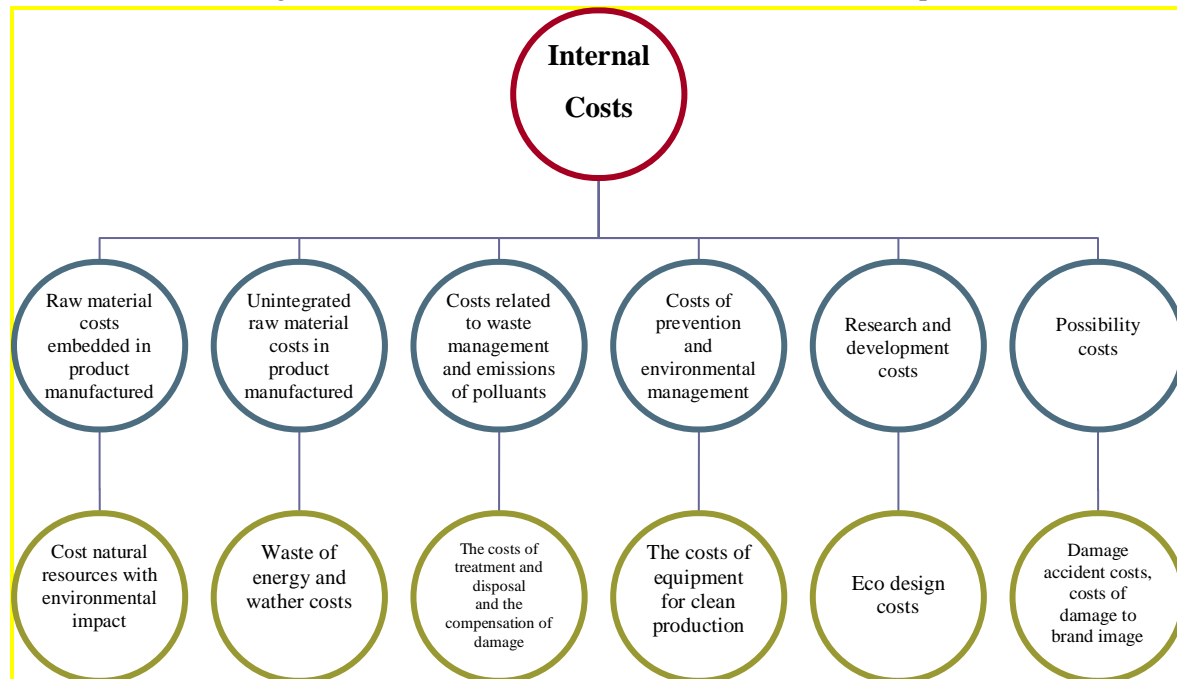 Internal
Costs
Raw material
costs
embedded in
product
manufactured
Unintegrated
raw material
costs in
product
manufactured
Costs related
to waste
management
and emissions
of polluants
Costs of
prevention
and
environmental
management
Research and
development
costs
Possibility
costs
Cost natural
resources with
environmental
impact
Waste of
energy and
wather costs
The costs of
treatment and
disposal
and the
compensation of
damage
The costs of
equipment
for clean
production
Eco design
costs
Damage
accident costs,
costs of
damage to
brand image